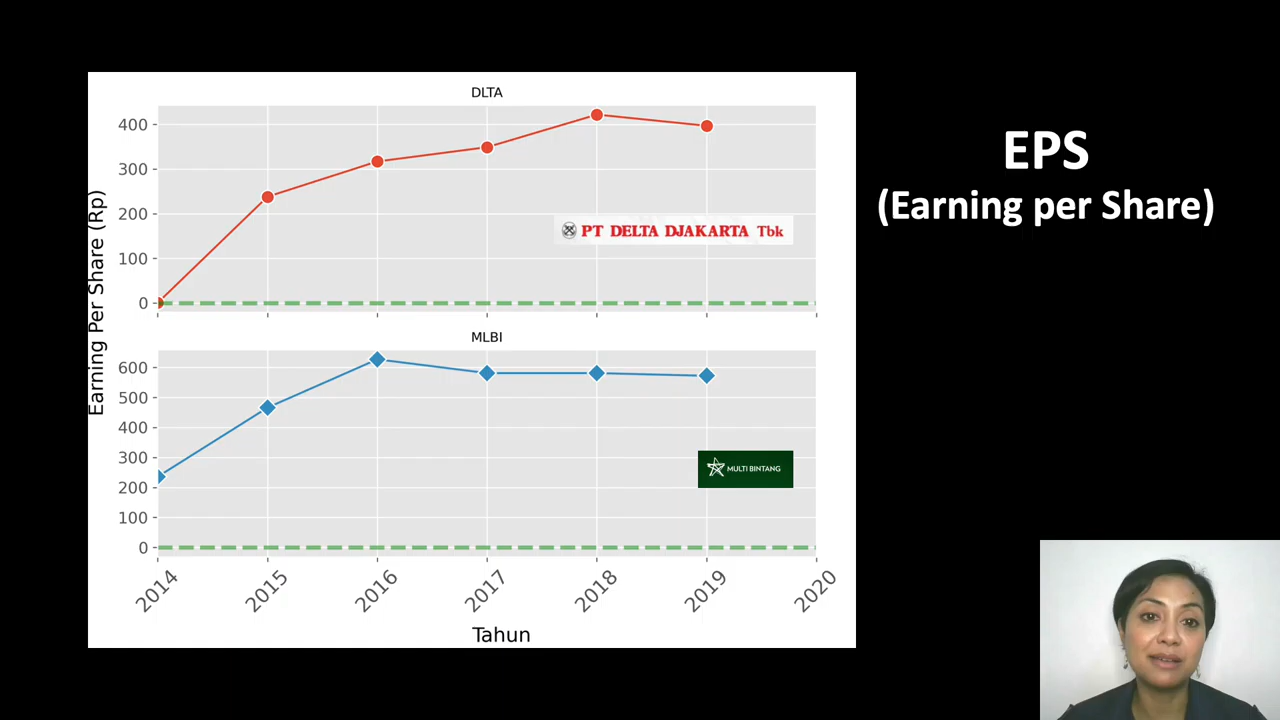 DLTA
400
300
200
100
0
Earning Per Share (Rp)
PT DELTA DJAKARTA Tbk
MLBI
600
500
400
300
200
100
0
MULTI BINTANG
2014
2015
2016
2017
2018
2019
2020
Tahun
EPS
(Earning per Share)